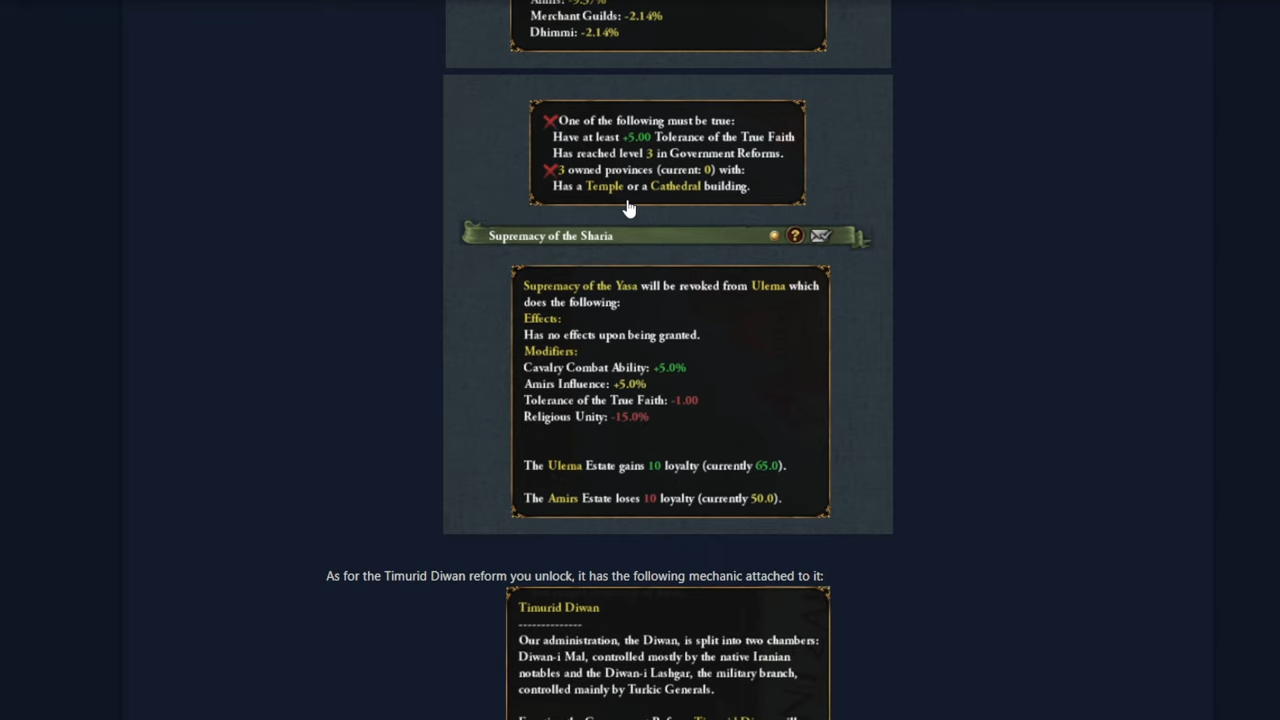 Merchant Guilds: -2.14%
Dhimmi: -2.14%
One of the following must be true:
Have at least +5.00 Tolerance of the True Faith
Has reached level 3 in Government Reforms.
3 owned provinces (current: 0) with:
Has a Temple or a Cathedral building.
Supremacy of the Sharia
Supremacy of the Yasa will be revoked from Ulema which
does the following:
Effects:
Has no effects upon being granted.
Modifiers:
Cavalry Combat Ability: +5.0%
Amirs Influence: +5.0%
Tolerance of the True Faith: -1.00
Religious Unity: -15.0%
The Ulema Estate gains 10 loyalty (currently 65.0).
The Amirs Estate loses 10 loyalty (currently 50.0).
As for the Timurid Diwan reform you unlock, it has the following mechanic attached to it:
Timurid Diwan
--------------
Our administration, the Diwan, is split into two chambers:
Diwan-i Mal, controlled mostly by the native Iranian
notables and the Diwan-i Lashgar, the military branch,
controlled mainly by Turkic Generals.